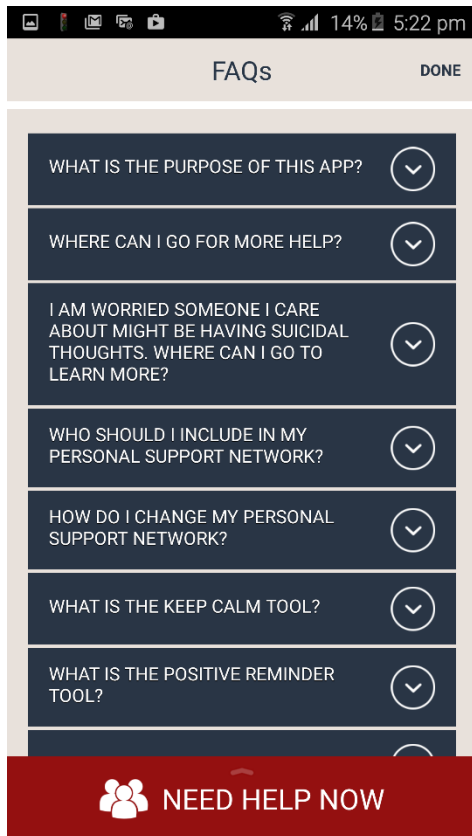 14% 5:22 pm
FAQs DONE
WHAT IS THE PURPOSE OF THIS APP?
WHERE CAN I GO FOR MORE HELP?
I AM WORRIED SOMEONE I CARE
ABOUT MIGHT BE HAVING SUICIDAL
THOUGHTS. WHERE CAN I GO TO
LEARN MORE?
WHO SHOULD I INCLUDE IN MY
PERSONAL SUPPORT NETWORK?
HOW DO I CHANGE MY PERSONAL
SUPPORT NETWORK?
WHAT IS THE KEEP CALM TOOL?
WHAT IS THE POSITIVE REMINDER
TOOL?
NEED HELP NOW